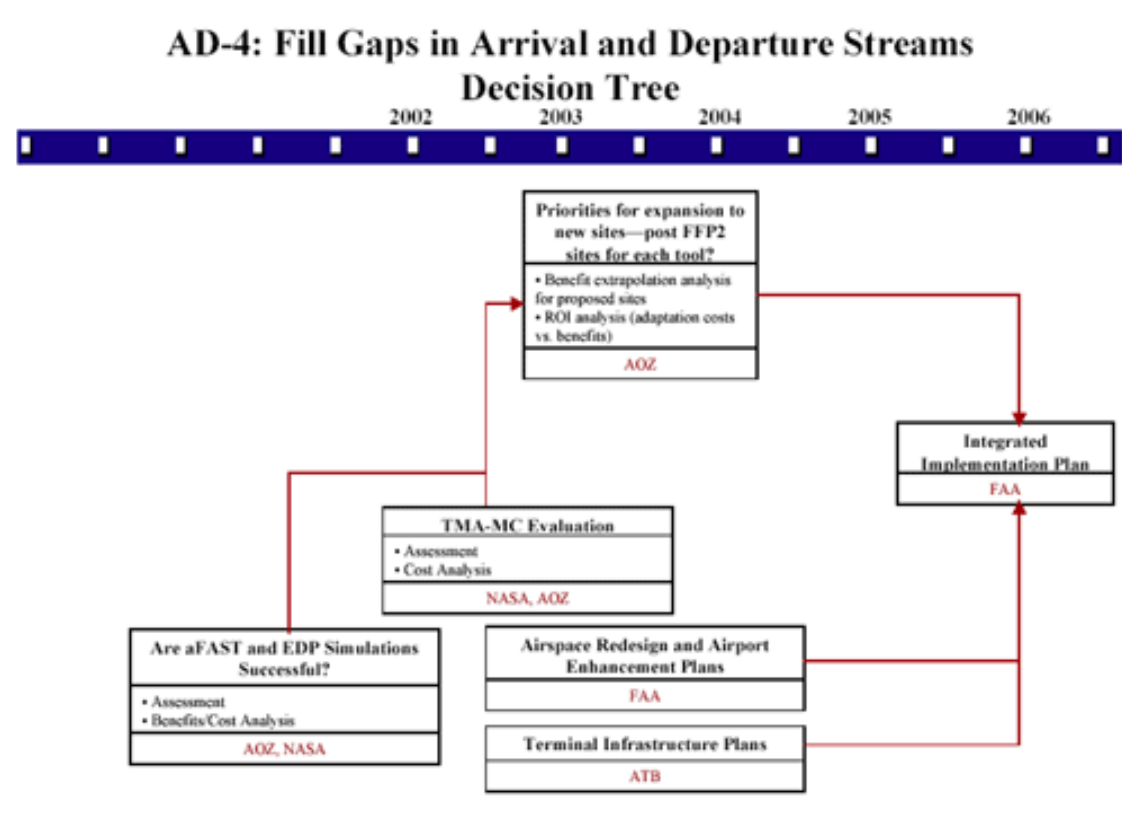 AD-4: Fill Gaps in Arrival and Departure Streams
Decision Tree
2002 2003 2004 2005 2006
Priorities for expansion to
new sites—post FFP2
sites for each tool?
• Benefit extrapolation analysis
for proposed sites
• ROI analysis (adaptation costs
vs. benefits)
AOZ
Integrated
Implementation Plan
FAA
TMA-MC Evaluation
• Assessment
• Cost Analysis
NASA, AOZ
Are aFAST and EDP Simulations
Successful?
• Assessment
• Benefits/Cost Analysis
AOZ, NASA
Airspace Redesign and Airport
Enhancement Plans
FAA
Terminal Infrastructure Plans
ATB